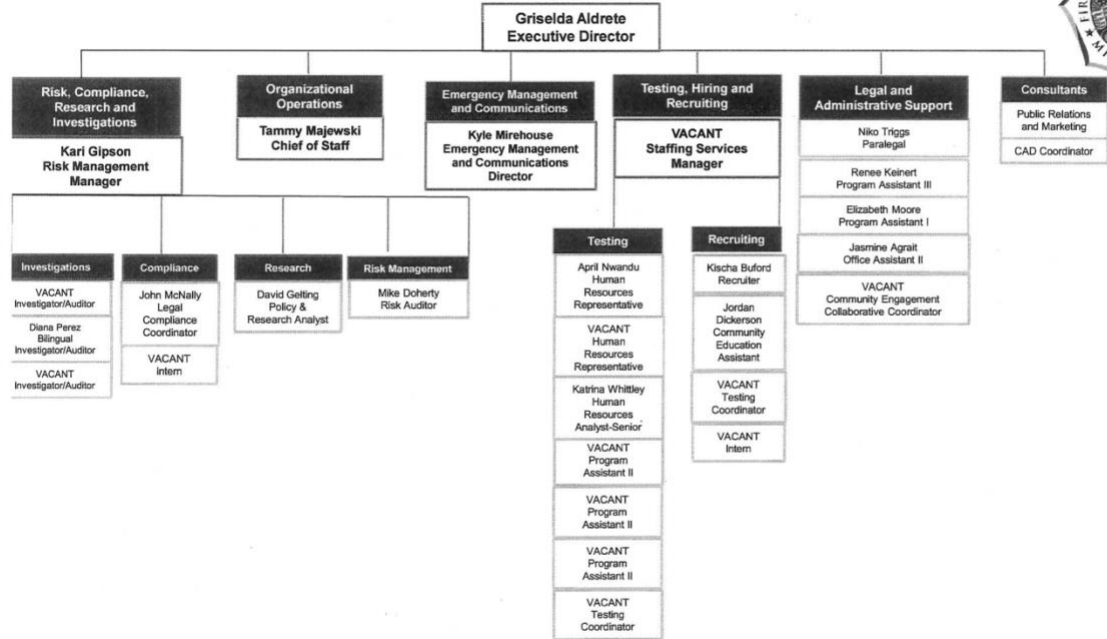 Griselda Aldrete
Executive Director
FIR
MI
Risk, Compliance,
Research and
Investigations
Kari Gipson
Risk Management
Manager
Organizational
Operations
Tammy Majewski
Chief of Staff
Emergency Management
and Communications
Kyle Mirehouse
Emergency Management
and Communications
Director
Testing, Hiring and
Recruiting
VACANT
Staffing Services
Manager
Legal and
Administrative Support
Niko Triggs
Paralegal
Renee Keinert
Program Assistant III
Elizabeth Moore
Program Assistant I
Jasmine Agrait
Office Assistant II
VACANT
Community Engagement
Collaborative Coordinator
Consultants
Public Relations
and Marketing
CAD Coordinator
Investigations
VACANT
Investigator/Auditor
Diana Perez
Bilingual
Investigator/Auditor
VACANT
Investigator/Auditor
Compliance
John McNally
Legal
Compliance
Coordinator
VACANT
Intern
Research
David Gelting
Policy &
Research Analyst
Risk Management
Mike Doherty
Risk Auditor
Testing
April Nwandu
Human
Resources
Representative
VACANT
Human
Resources
Representative
Katrina Whittley
Human
Resources
Analyst-Senior
VACANT
Program
Assistant II
VACANT
Program
Assistant II
VACANT
Program
Assistant II
VACANT
Testing
Coordinator
Recruiting
Kischa Buford
Recruiter
Jordan
Dickerson
Community
Education
Assistant
VACANT
Testing
Coordinator
VACANT
Intern